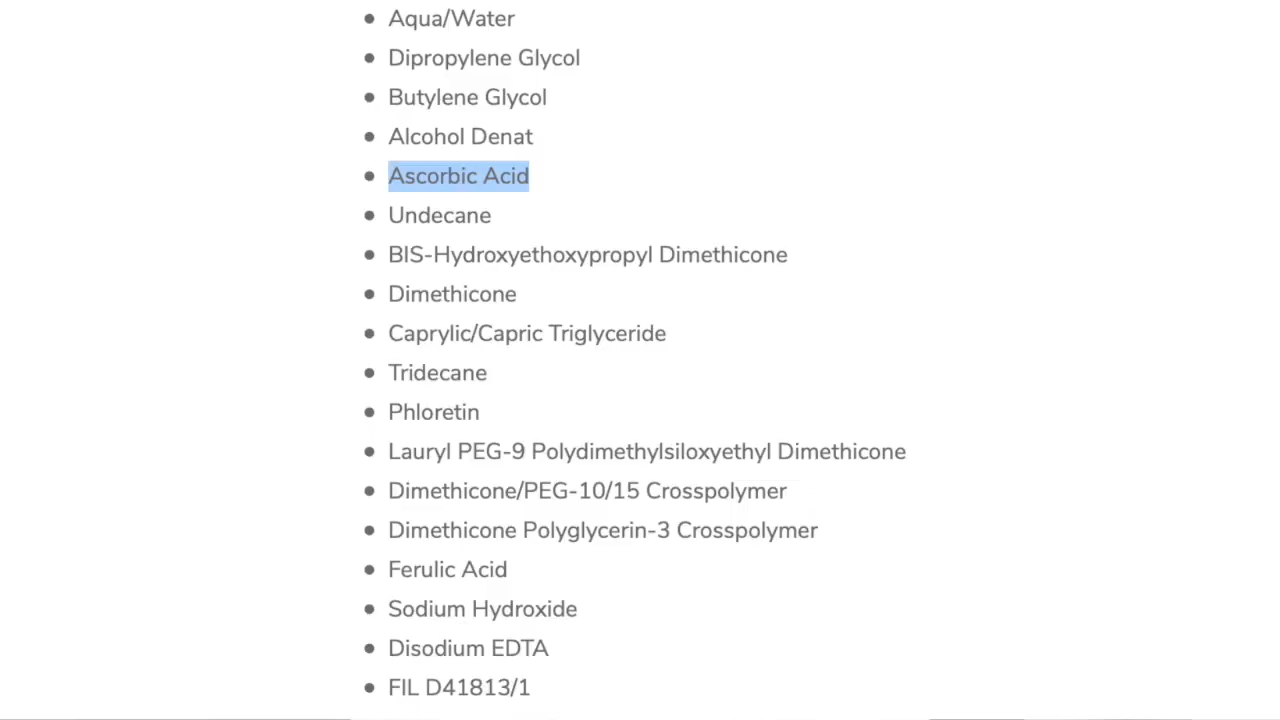 Aqua/Water
Dipropylene Glycol
Butylene Glycol
Alcohol Denat
Ascorbic Acid
Undecane
BIS-Hydroxyethoxypropyl Dimethicone
Dimethicone
Caprylic/Capric Triglyceride
Tridecane
Phloretin
Lauryl PEG-9 Polydimethylsiloxyethyl Dimethicone
Dimethicone/PEG-10/15 Crosspolymer
Dimethicone Polyglycerin-3 Crosspolymer
Ferulic Acid
Sodium Hydroxide
Disodium EDTA
FIL D41813/1